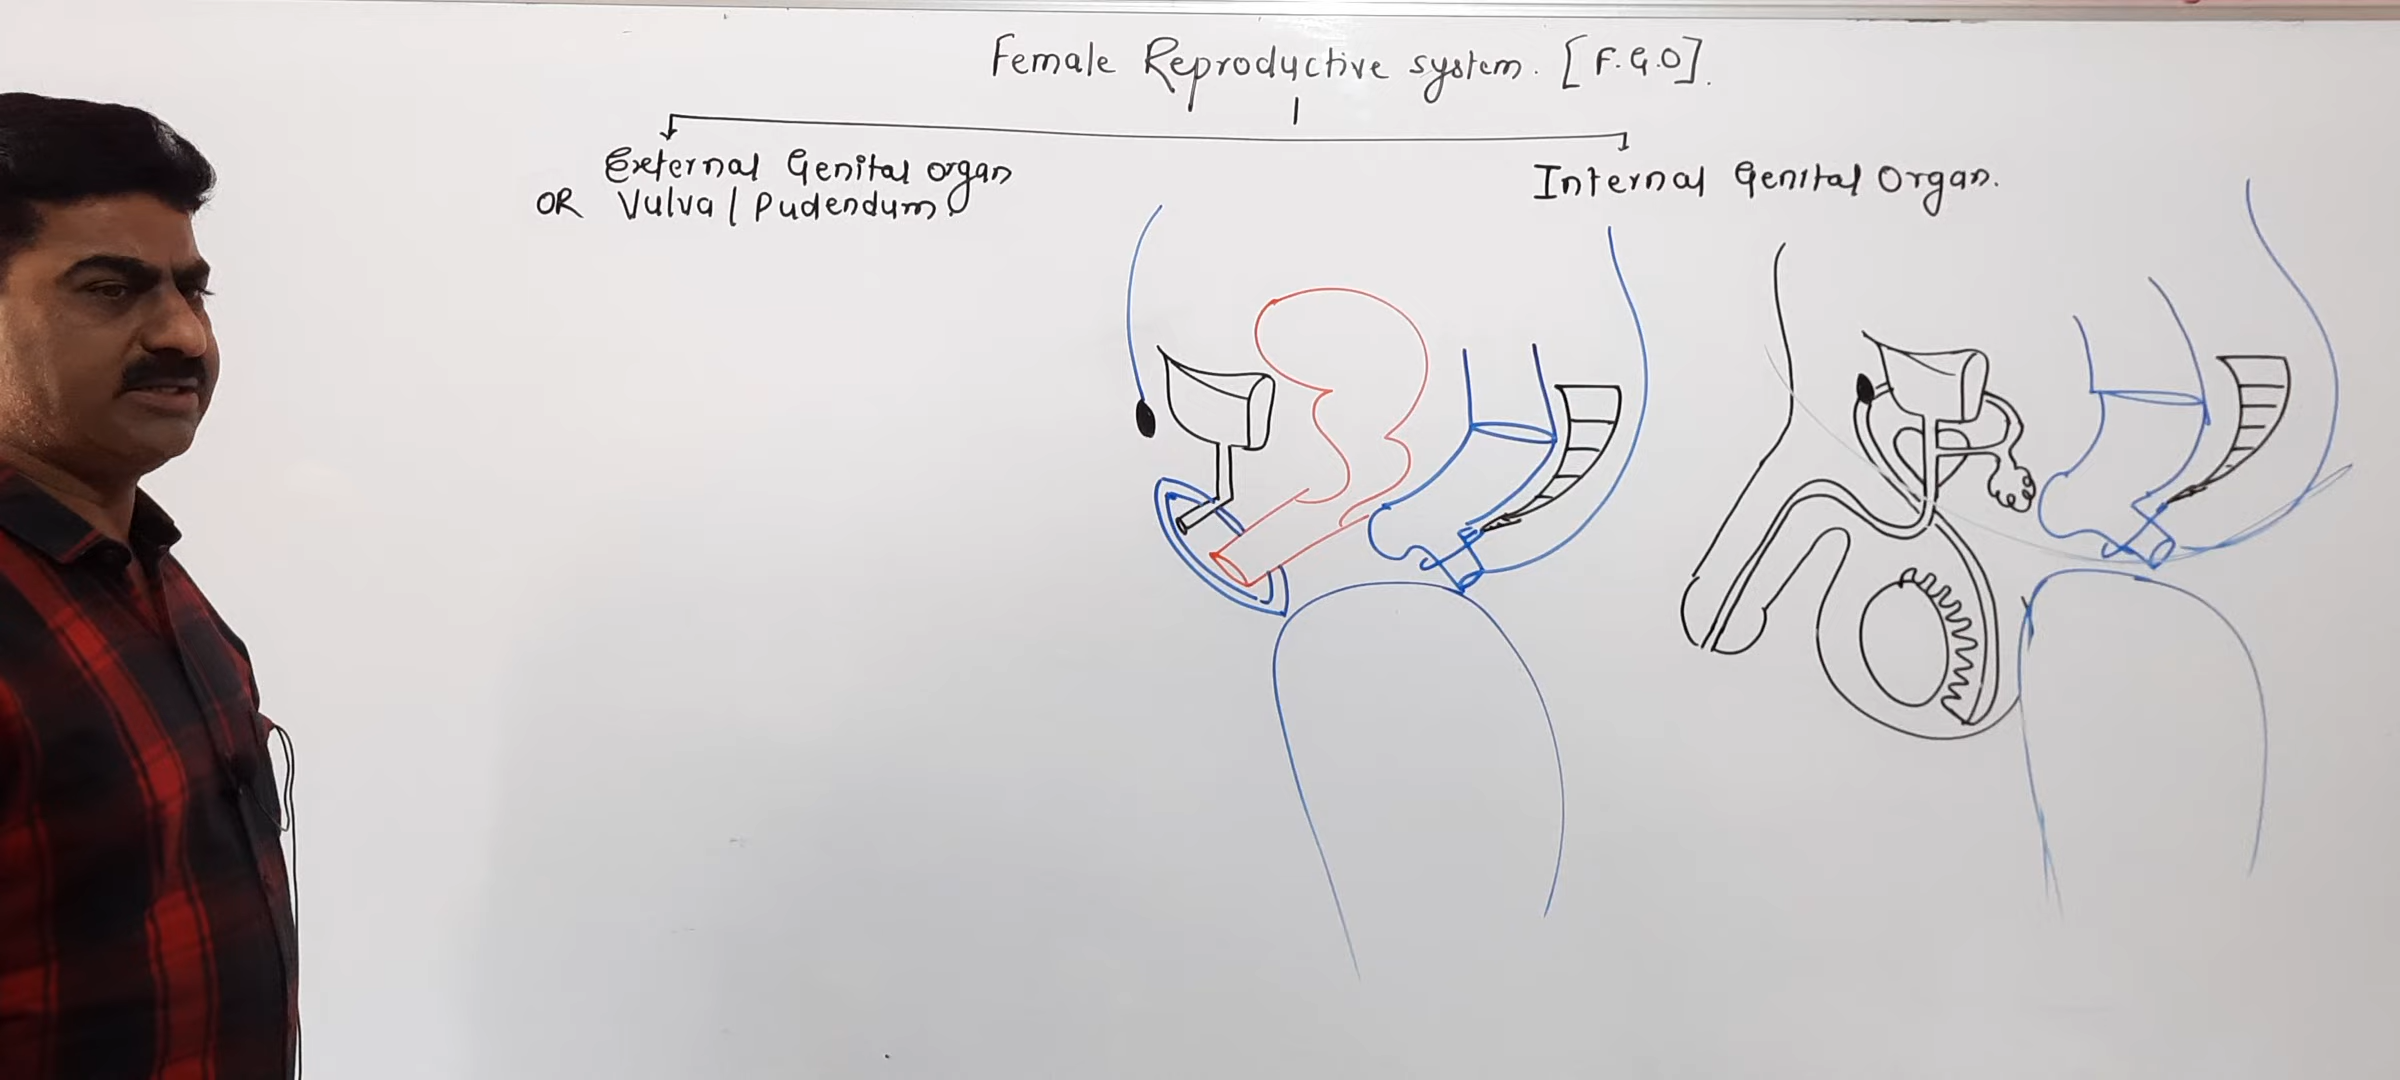 Female Reproductive system. [F.G.O].
External Genital organ
OR Vulva / Pudendum
Internal Genital Organ.